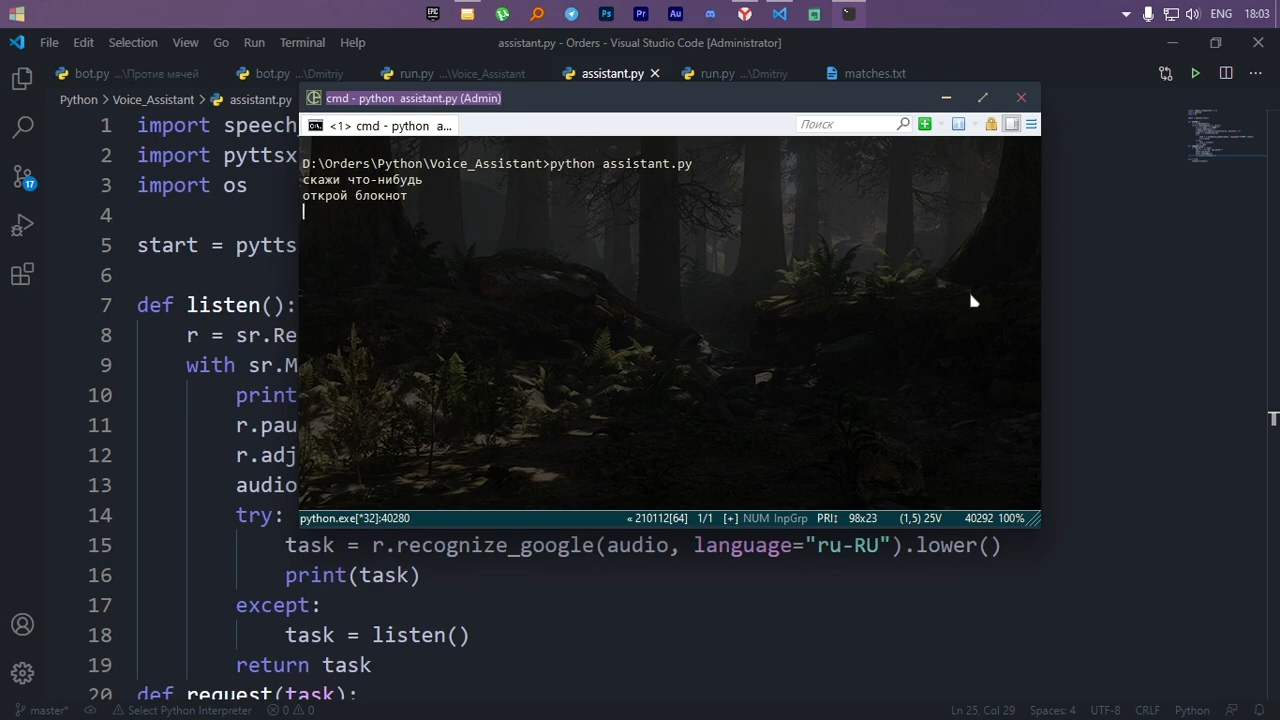 EPIC
Ps
Pr
Au
ENG 18:03
File Edit Selection View Go Run Terminal Help
assistant.py - Orders - Visual Studio Code [Administrator]
bot.py ...\Против мячей
bot.py ...\Dmitriy
run.py ...\Voice_Assistant
assistant.py
run.py ...\Dmitriy
matches.txt
Python > Voice_Assistant > assistant.py
cmd - python assistant.py (Admin)
<1> cmd - python a...
Поиск
D:\Orders\Python\Voice_Assistant>python assistant.py
скажи что-нибудь
открой блокнот
python.exe[*32]:40280 « 210112[64] 1/1 [+] NUM InpGrp PRI↕ 98x23 (1,5) 25V 40292 100%
17
1 import speech
2 import pyttsx
3 import os
4
5 start = pytts
6
7 def listen():
8 r = sr.Re
9 with sr.M
10 print
11 r.pau
12 r.adj
13 audio
14 try:
15 task = r.recognize_google(audio, language="ru-RU").lower()
16 print(task)
17 except:
18 task = listen()
19 return task
20 def request(task):
master* Select Python Interpreter 0 0 Ln 25, Col 29 Spaces: 4 UTF-8 CRLF Python